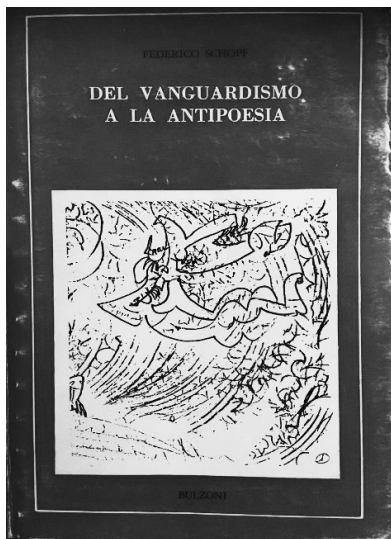 FEDERICO SCHOPF
DEL VANGUARDISMO
A LA ANTIPOESIA
BULZONI